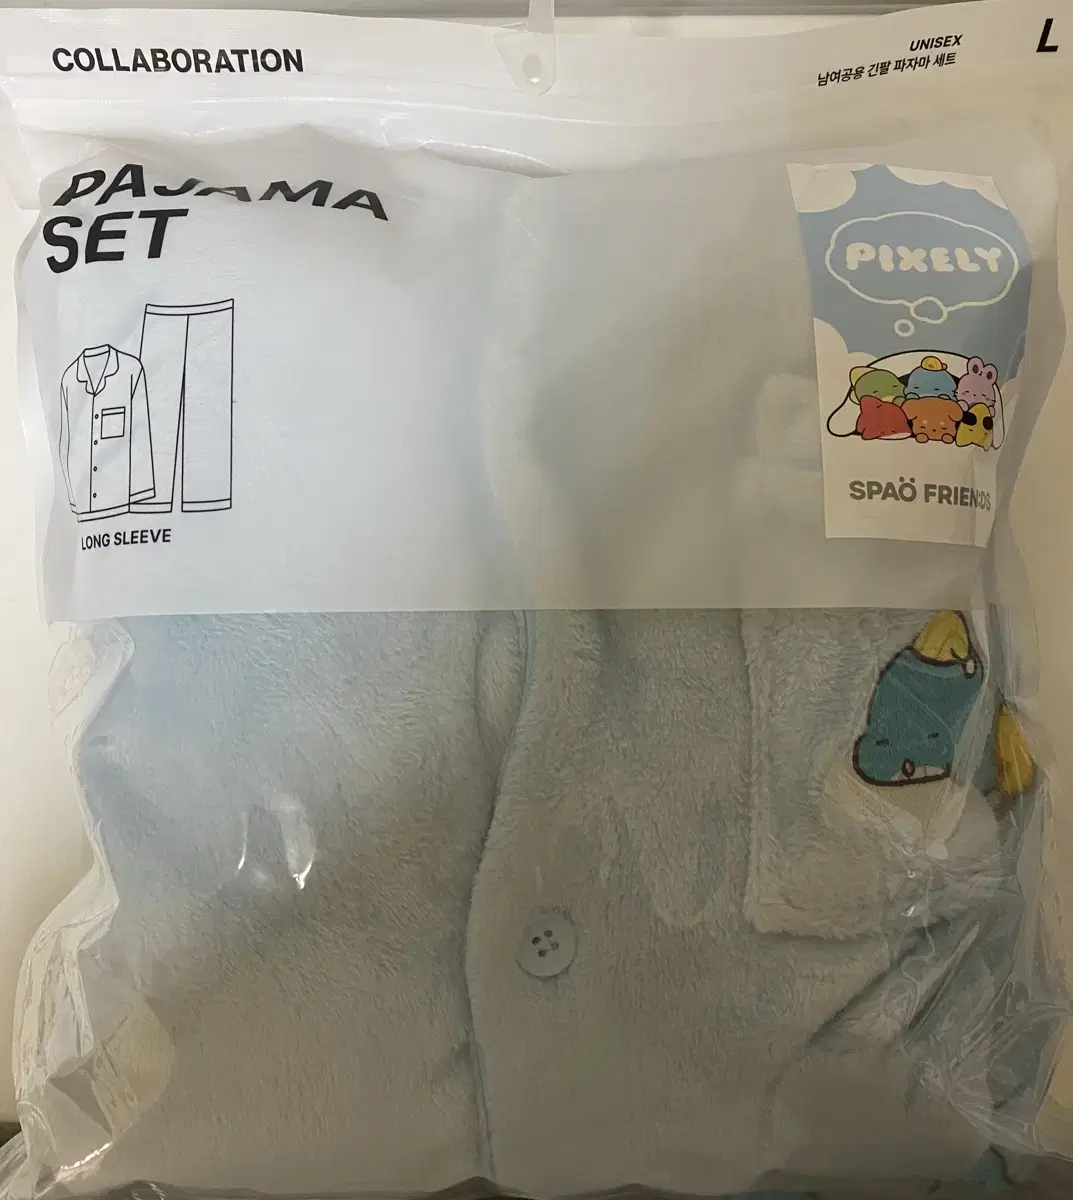 COLLABORATION
UNISEX
남여공용 긴팔 파자마 세트
L
PAJAMA
SET
LONG SLEEVE
PIXELY
SPAÖ FRIENDS